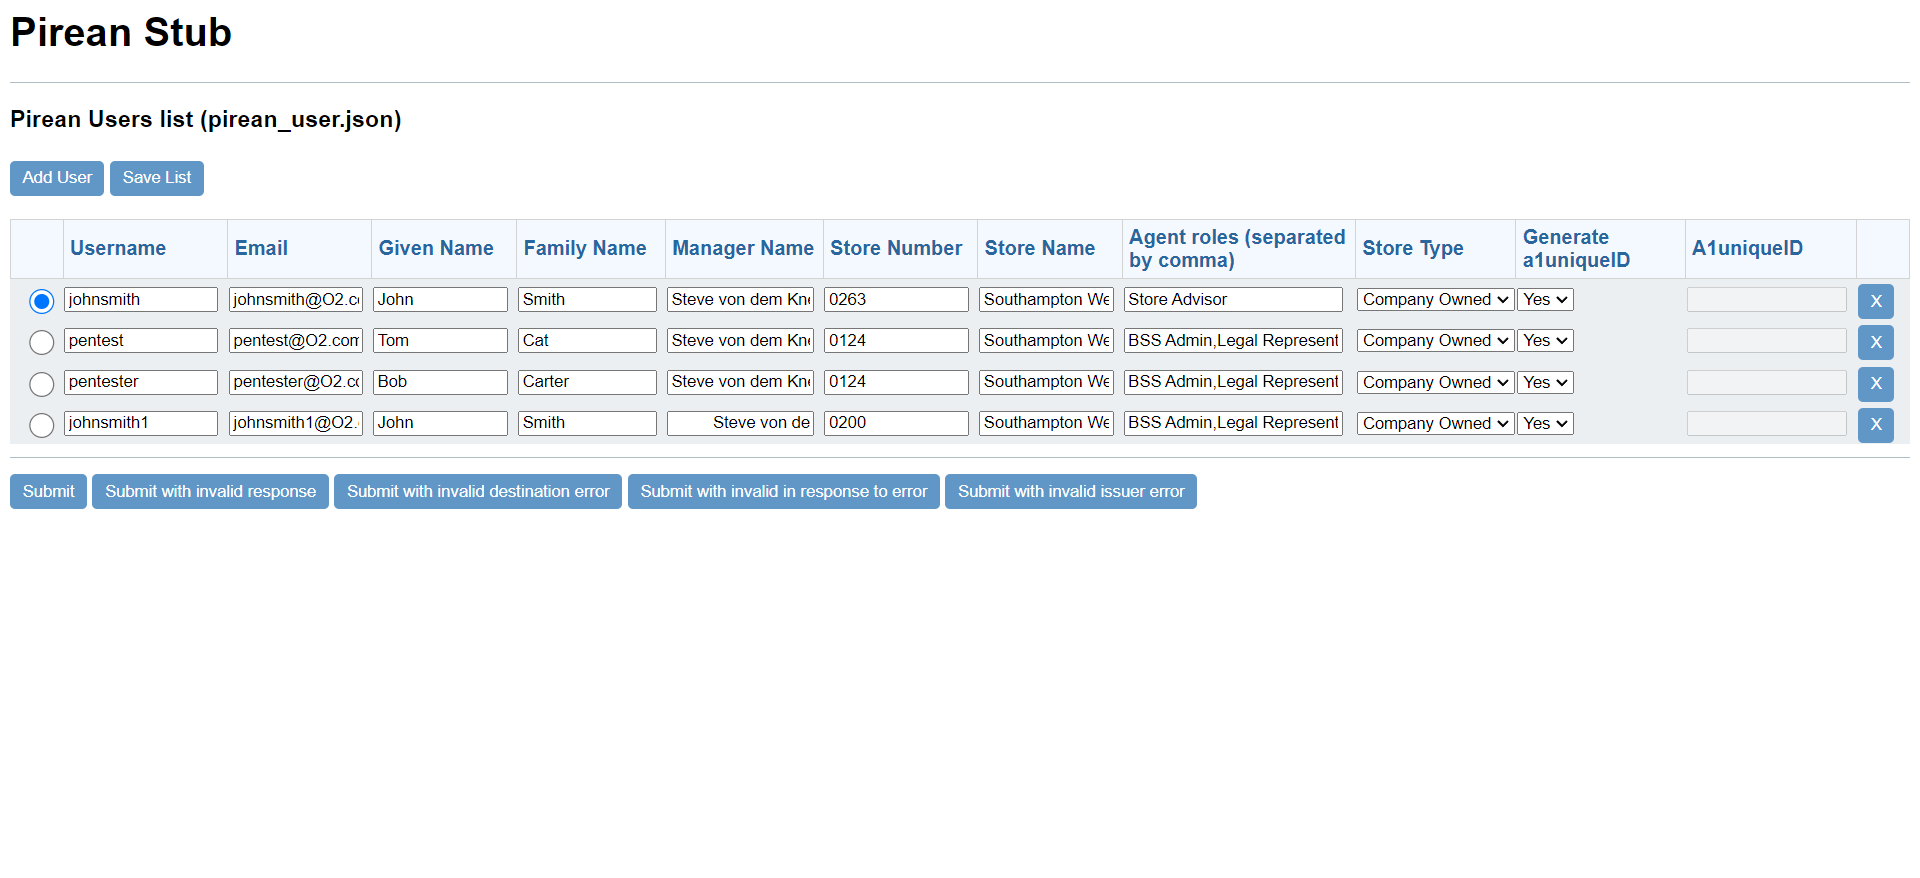 Pirean Stub
Pirean Users list (pirean_user.json)
Add User Save List
Username Email Given Name Family Name Manager Name Store Number Store Name Agent roles (separated by comma) Store Type Generate a1uniqueID A1uniqueID
johnsmith johnsmith@O2.c John Smith Steve von dem Kn 0263 Southampton We Store Advisor Company Owned Yes X
pentest pentest@O2.com Tom Cat Steve von dem Kn 0124 Southampton We BSS Admin,Legal Represent Company Owned Yes X
pentester pentester@O2.c Bob Carter Steve von dem Kn 0124 Southampton We BSS Admin,Legal Represent Company Owned Yes X
johnsmith1 johnsmith1@O2. John Smith Steve von de 0200 Southampton We BSS Admin,Legal Represent Company Owned Yes X
Submit Submit with invalid response Submit with invalid destination error Submit with invalid in response to error Submit with invalid issuer error